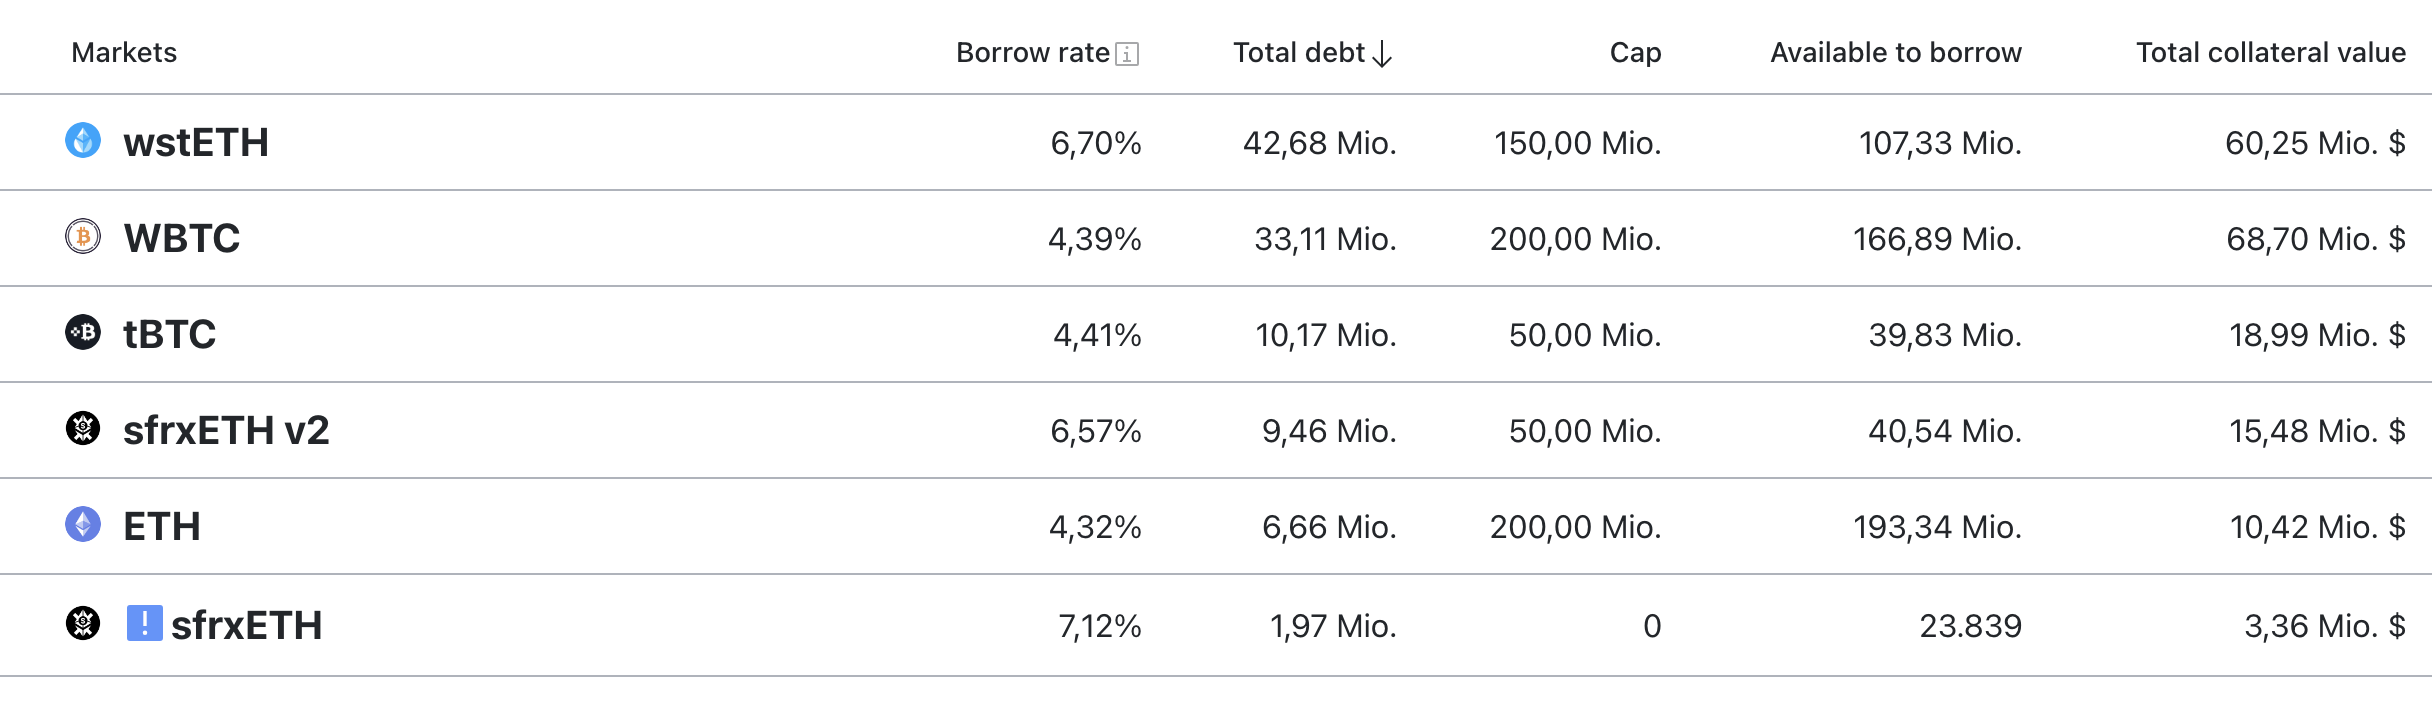 Markets Borrow rate Total debt Cap Available to borrow Total collateral value
wstETH 6,70% 42,68 Mio. 150,00 Mio. 107,33 Mio. 60,25 Mio. $
WBTC 4,39% 33,11 Mio. 200,00 Mio. 166,89 Mio. 68,70 Mio. $
tBTC 4,41% 10,17 Mio. 50,00 Mio. 39,83 Mio. 18,99 Mio. $
sfrxETH v2 6,57% 9,46 Mio. 50,00 Mio. 40,54 Mio. 15,48 Mio. $
ETH 4,32% 6,66 Mio. 200,00 Mio. 193,34 Mio. 10,42 Mio. $
! sfrxETH 7,12% 1,97 Mio. 0 23.839 3,36 Mio. $